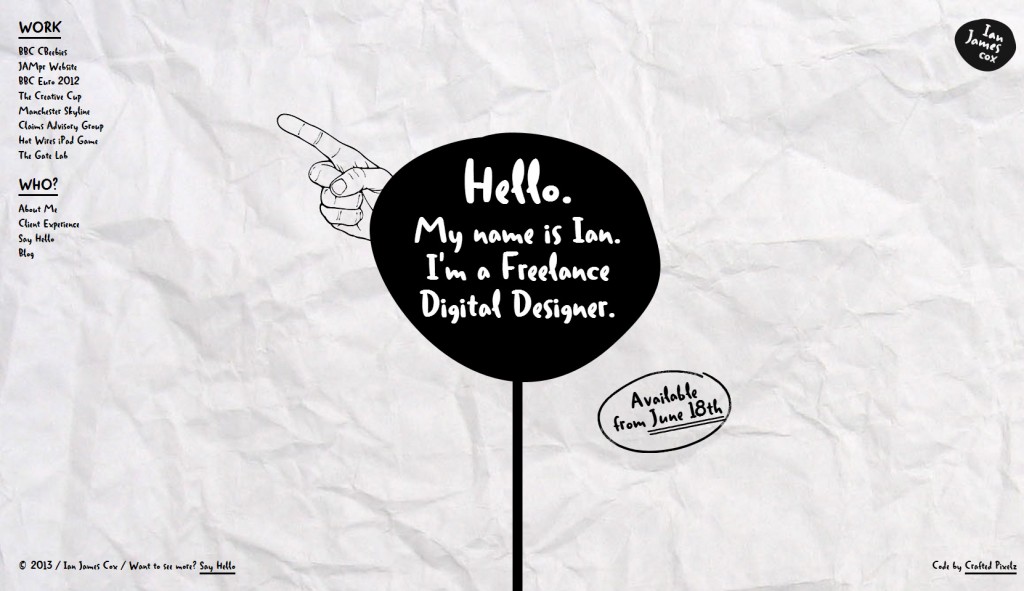 WORK
BBC CBeebies
JAMpr Website
BBC Euro 2012
The Creative Cup
Manchester Skyline
Claims Advisory Group
Hot Wires iPad Game
The Gate Lab
WHO?
About Me
Client Experience
Say Hello
Blog
Ian
James
cox
Hello.
My name is Ian.
I'm a Freelance
Digital Designer.
Available
from June 18th
© 2013 / Ian James Cox / Want to see more? Say Hello
Code by Crafted Pixelz